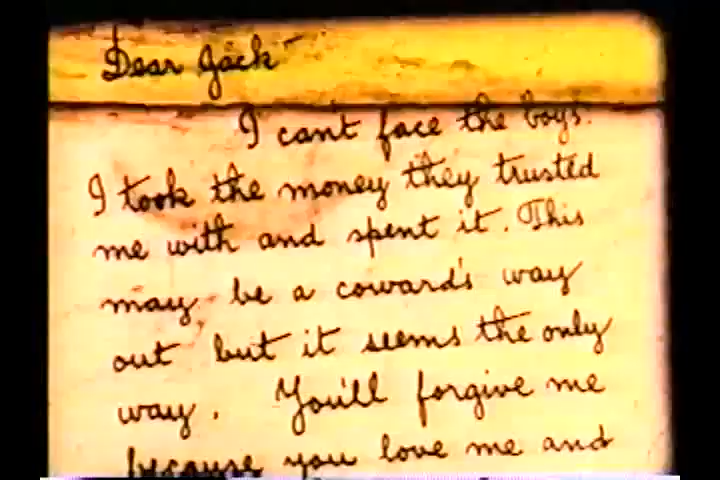 Dear Jack
I can't face the boys.
I took the money they trusted
me with and spent it. This
may be a coward's way
out but it seems the only
way. You'll forgive me
because you love me and